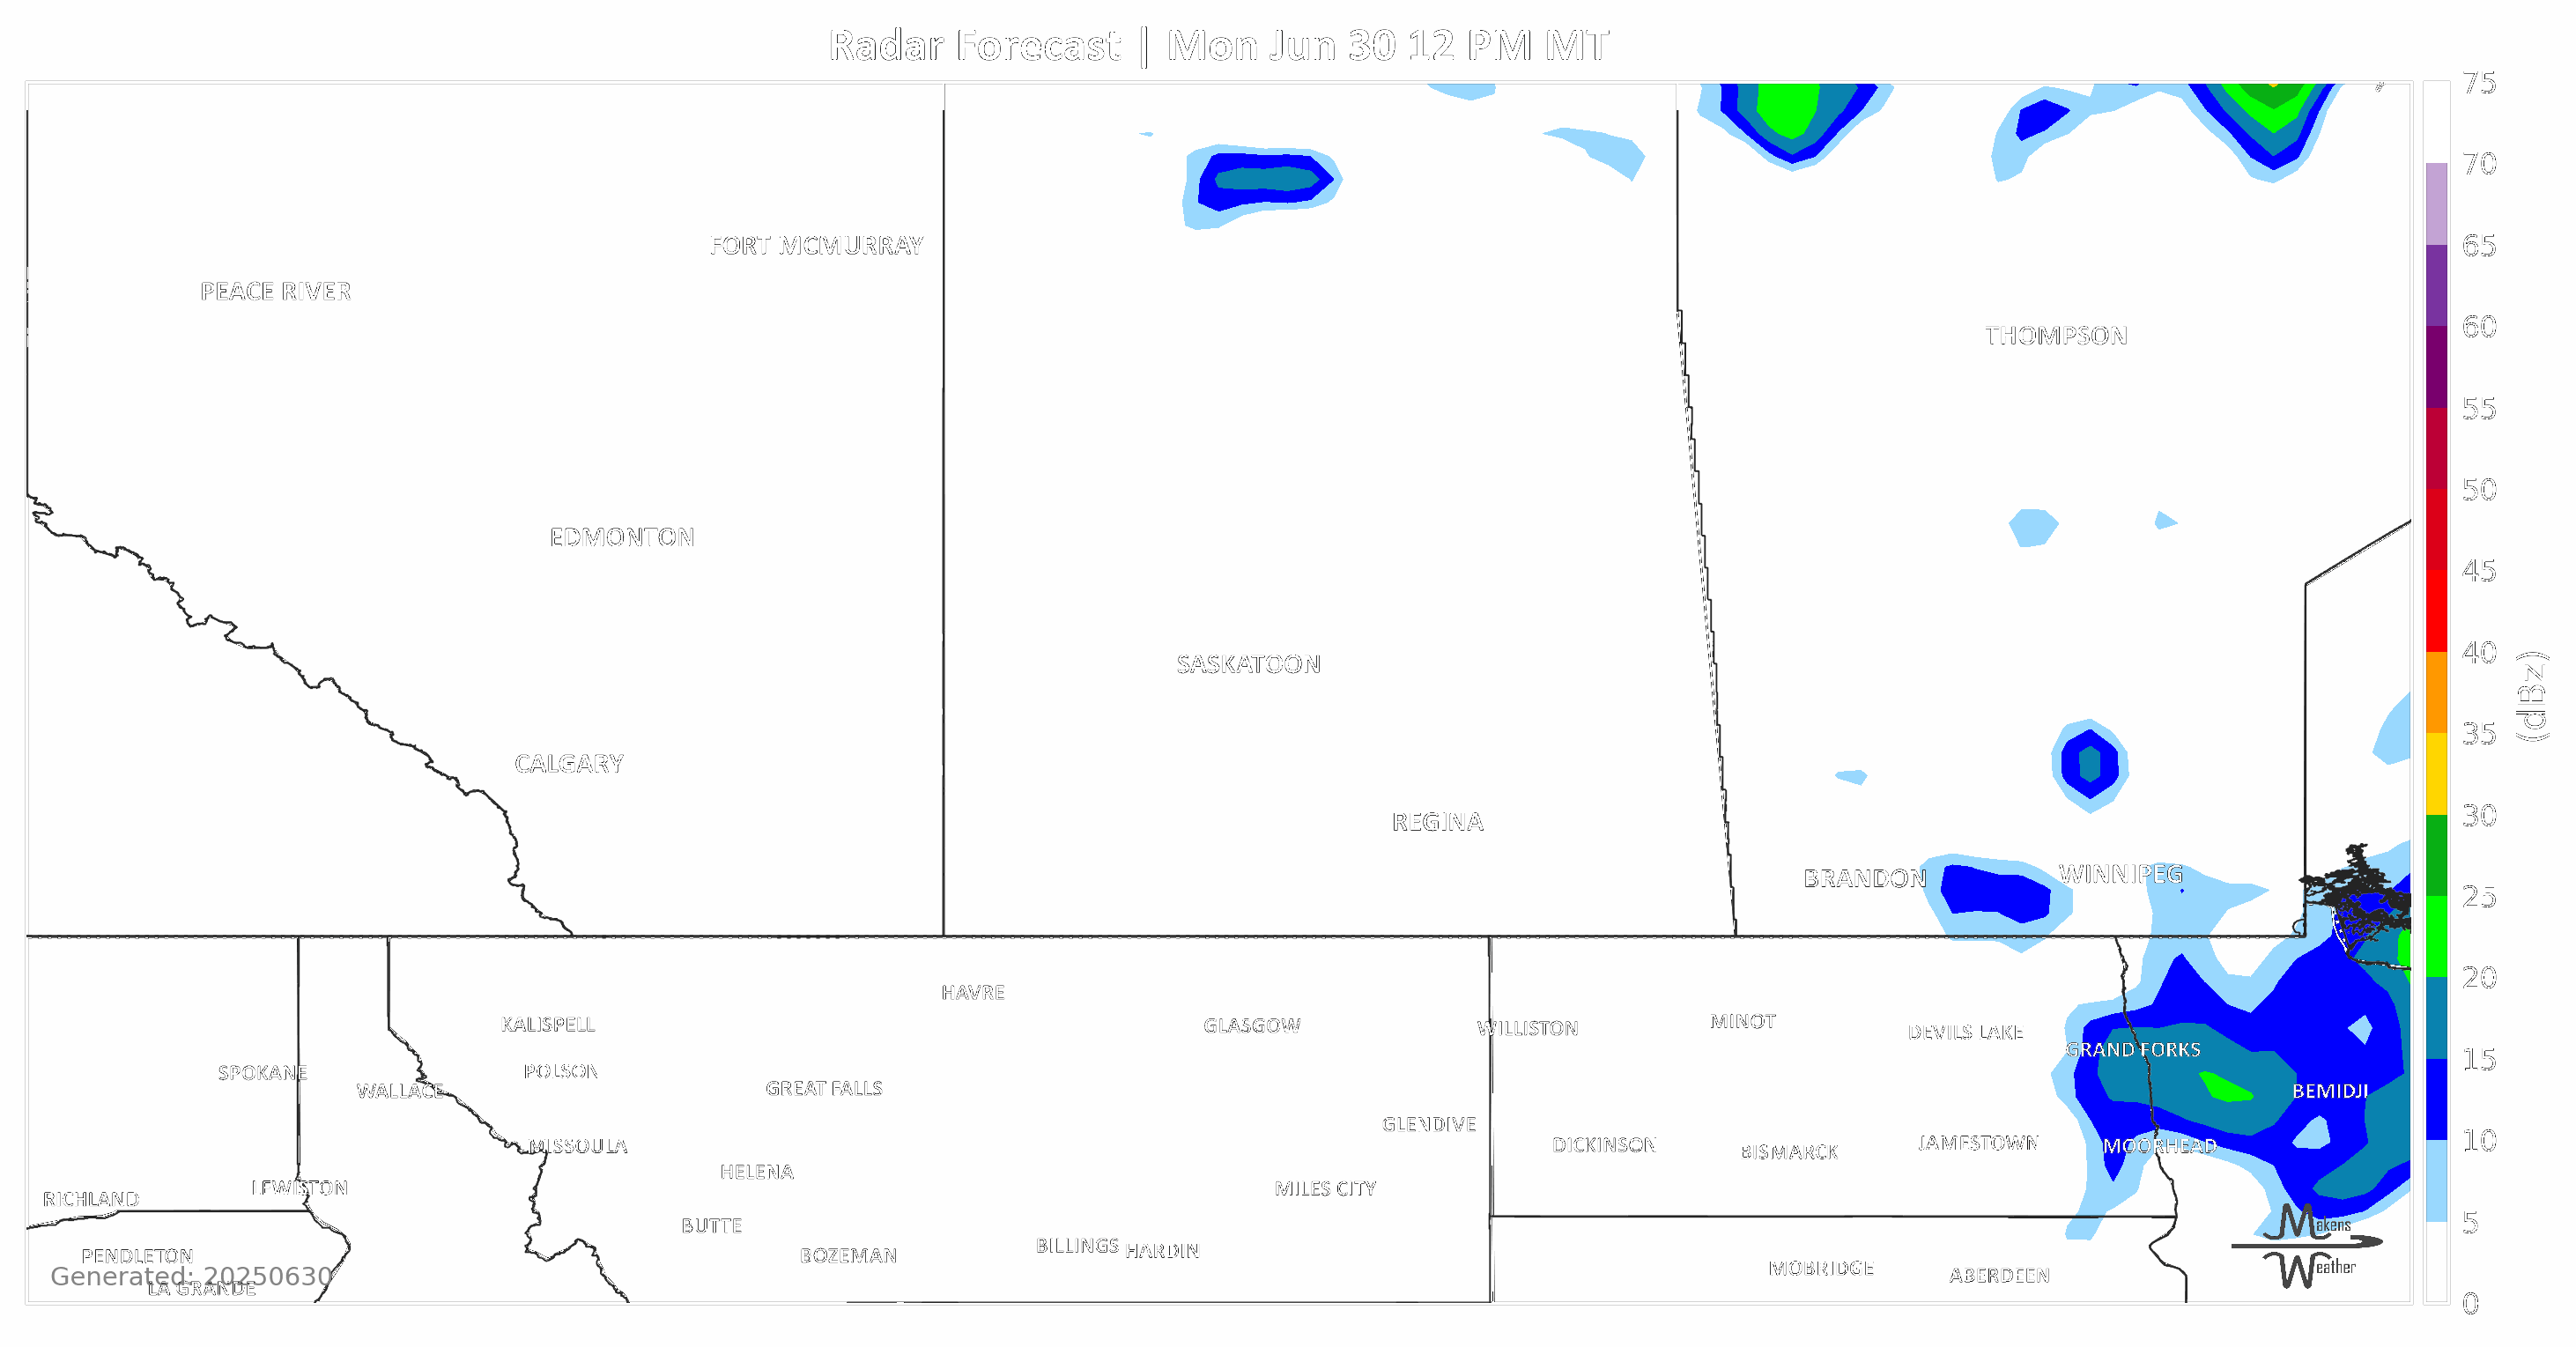 Radar Forecast | Mon Jun 30 12 PM MT
75
70
65
60
55
50
45
40
35
30
25
20
15
10
5
0
(dBz)
FORT MCMURRAY
PEACE RIVER
THOMPSON
EDMONTON
SASKATOON
CALGARY
REGINA
BRANDON
WINNIPEG
HAVRE
KALISPELL
GLASGOW
WILLISTON
MINOT
DEVILS LAKE
GRAND FORKS
SPOKANE
POLSON
WALLACE
GREAT FALLS
BEMIDJI
GLENDIVE
MISSOULA
DICKINSON
BISMARCK
JAMESTOWN
MOORHEAD
HELENA
LEWISTON
MILES CITY
RICHLAND
BUTTE
BILLINGS
HARDIN
PENDLETON
BOZEMAN
MOBRIDGE
ABERDEEN
Generated: 20250630
LA GRANDE
Makens
Weather